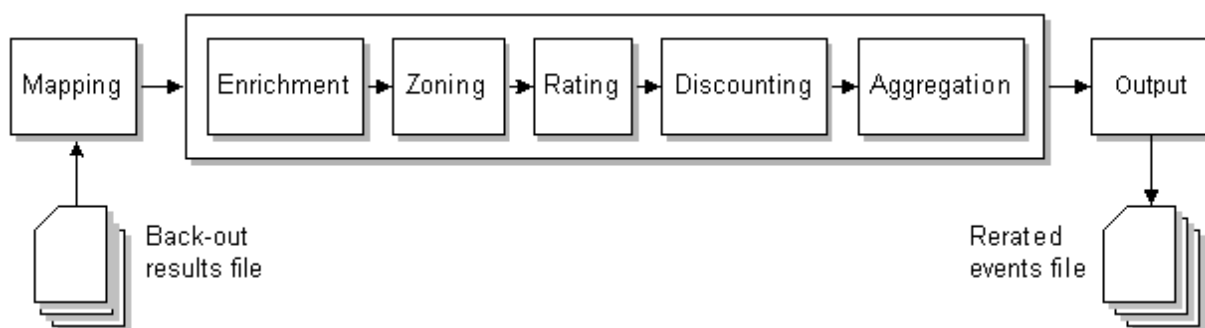 Mapping
Enrichment
Zoning
Rating
Discounting
Aggregation
Output
Back-out
results file
Rerated
events file